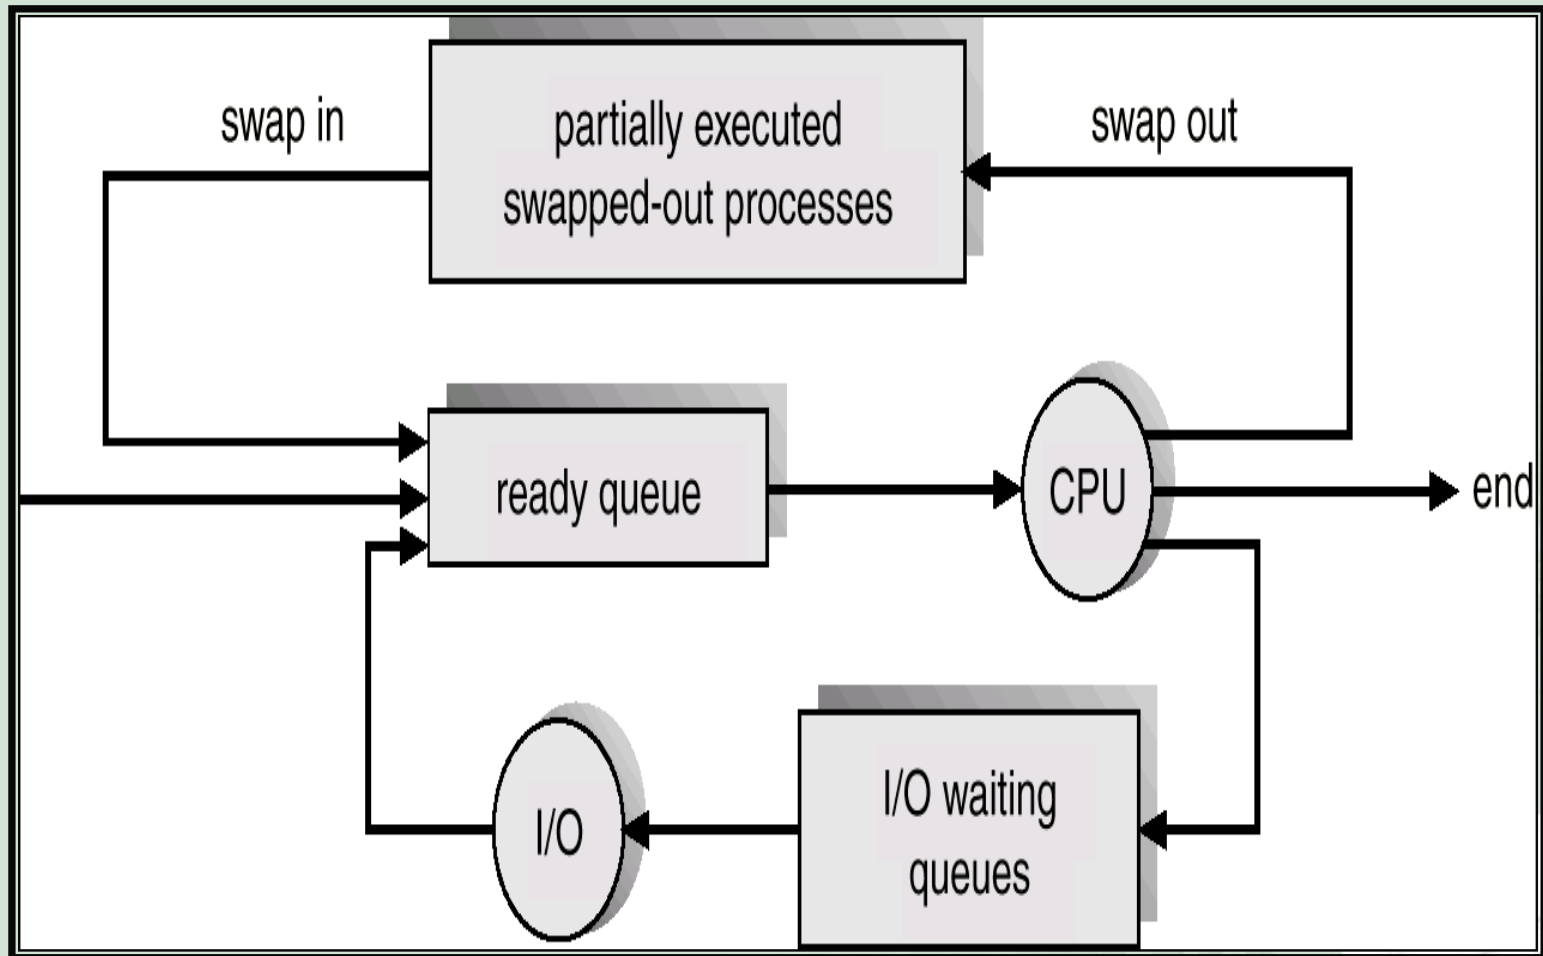 swap in
partially executed
swapped-out processes
swap out
ready queue
CPU
end
I/O
I/O waiting
queues